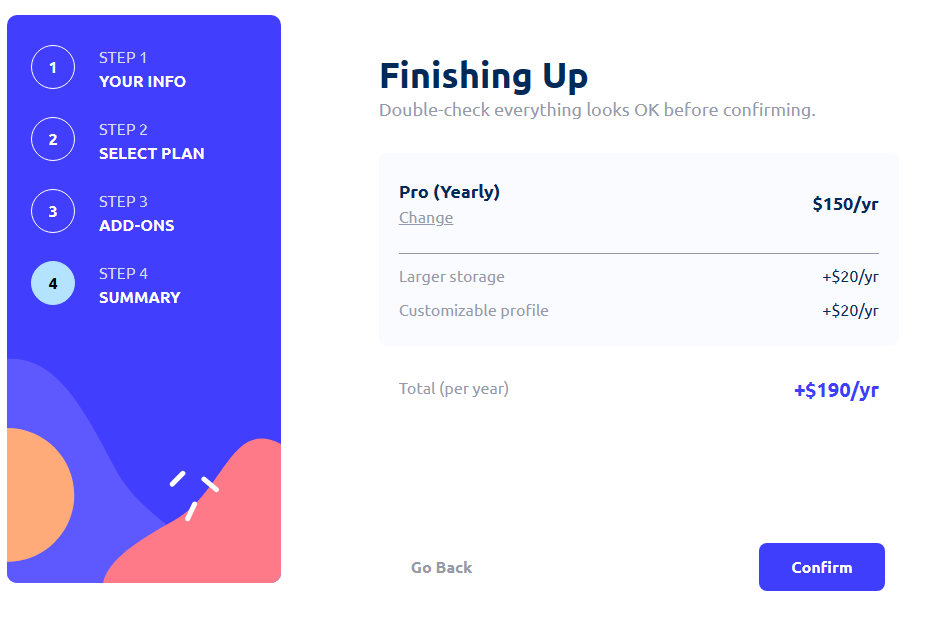 1
STEP 1
YOUR INFO
2
STEP 2
SELECT PLAN
3
STEP 3
ADD-ONS
4
STEP 4
SUMMARY
Finishing Up
Double-check everything looks OK before confirming.
Pro (Yearly)
Change
$150/yr
Larger storage +$20/yr
Customizable profile +$20/yr
Total (per year) +$190/yr
Go Back
Confirm